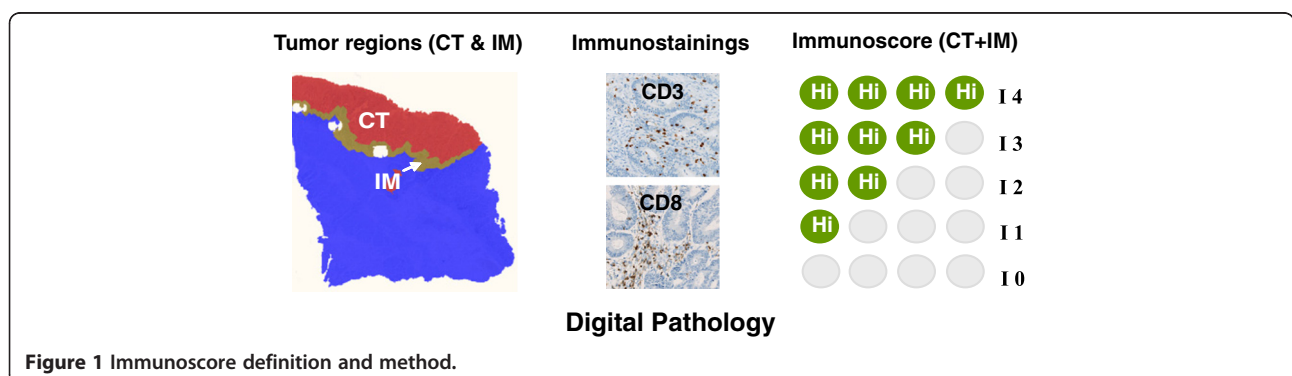 Tumor regions (CT & IM)
Immunostainings
Immunoscore (CT+IM)
CT
IM
CD3
CD8
Hi Hi Hi Hi I 4
Hi Hi Hi I 3
Hi Hi I 2
Hi I 1
I 0
Digital Pathology
Figure 1 Immunoscore definition and method.